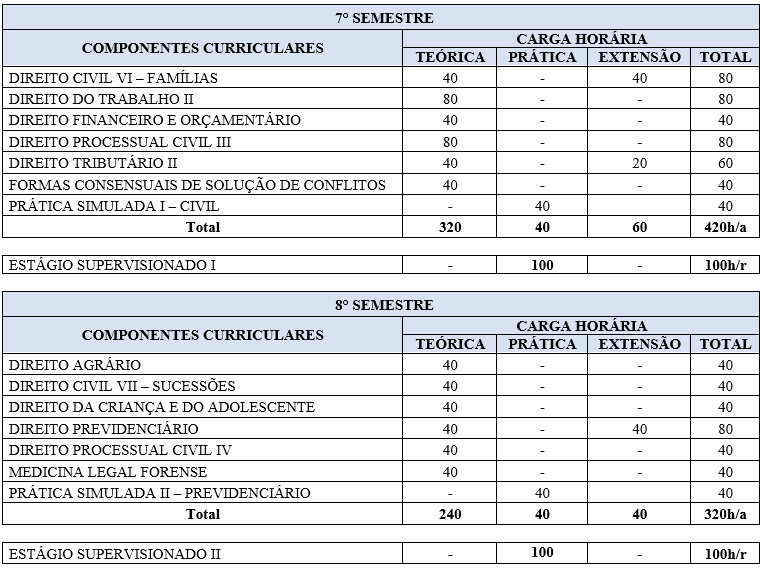 7° SEMESTRE
COMPONENTES CURRICULARES CARGA HORÁRIA
TEÓRICA PRÁTICA EXTENSÃO TOTAL
DIREITO CIVIL VI – FAMÍLIAS 40 - 40 80
DIREITO DO TRABALHO II 80 - - 80
DIREITO FINANCEIRO E ORÇAMENTÁRIO 40 - - 40
DIREITO PROCESSUAL CIVIL III 80 - - 80
DIREITO TRIBUTÁRIO II 40 - 20 60
FORMAS CONSENSUAIS DE SOLUÇÃO DE CONFLITOS 40 - - 40
PRÁTICA SIMULADA I – CIVIL - 40 40
Total 320 40 60 420h/a
ESTÁGIO SUPERVISIONADO I - 100 - 100h/r
8° SEMESTRE
COMPONENTES CURRICULARES CARGA HORÁRIA
TEÓRICA PRÁTICA EXTENSÃO TOTAL
DIREITO AGRÁRIO 40 - - 40
DIREITO CIVIL VII – SUCESSÕES 40 - - 40
DIREITO DA CRIANÇA E DO ADOLESCENTE 40 - - 40
DIREITO PREVIDENCIÁRIO 40 - 40 80
DIREITO PROCESSUAL CIVIL IV 40 - - 40
MEDICINA LEGAL FORENSE 40 - - 40
PRÁTICA SIMULADA II – PREVIDENCIÁRIO - 40 40
Total 240 40 40 320h/a
ESTÁGIO SUPERVISIONADO II - 100 - 100h/r